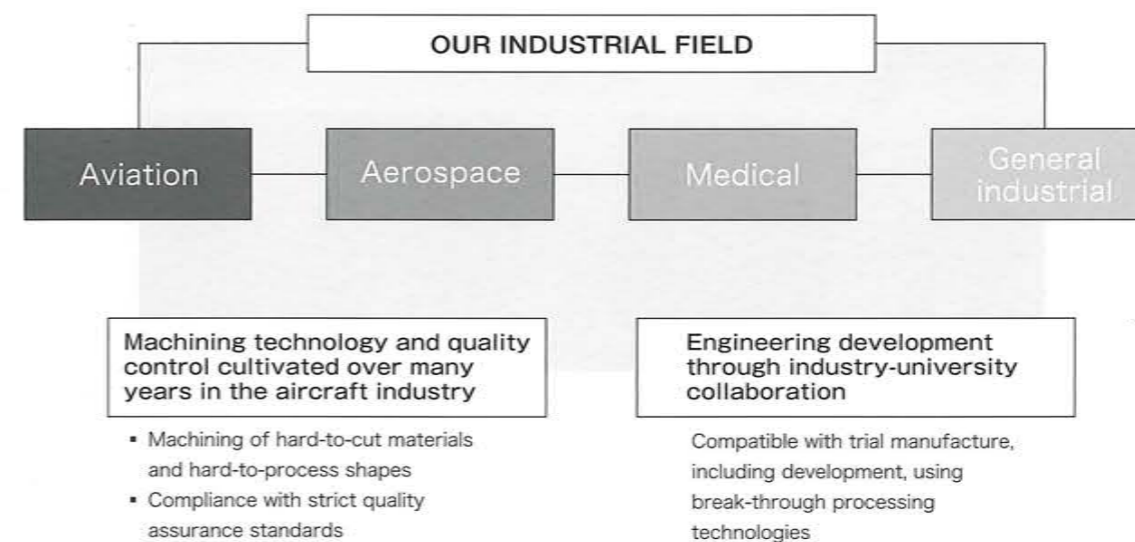 OUR INDUSTRIAL FIELD
Aviation
Aerospace
Medical
General
industrial
Machining technology and quality
control cultivated over many
years in the aircraft industry
▪ Machining of hard-to-cut materials
and hard-to-process shapes
▪ Compliance with strict quality
assurance standards
Engineering development
through industry-university
collaboration
Compatible with trial manufacture,
including development, using
break-through processing
technologies